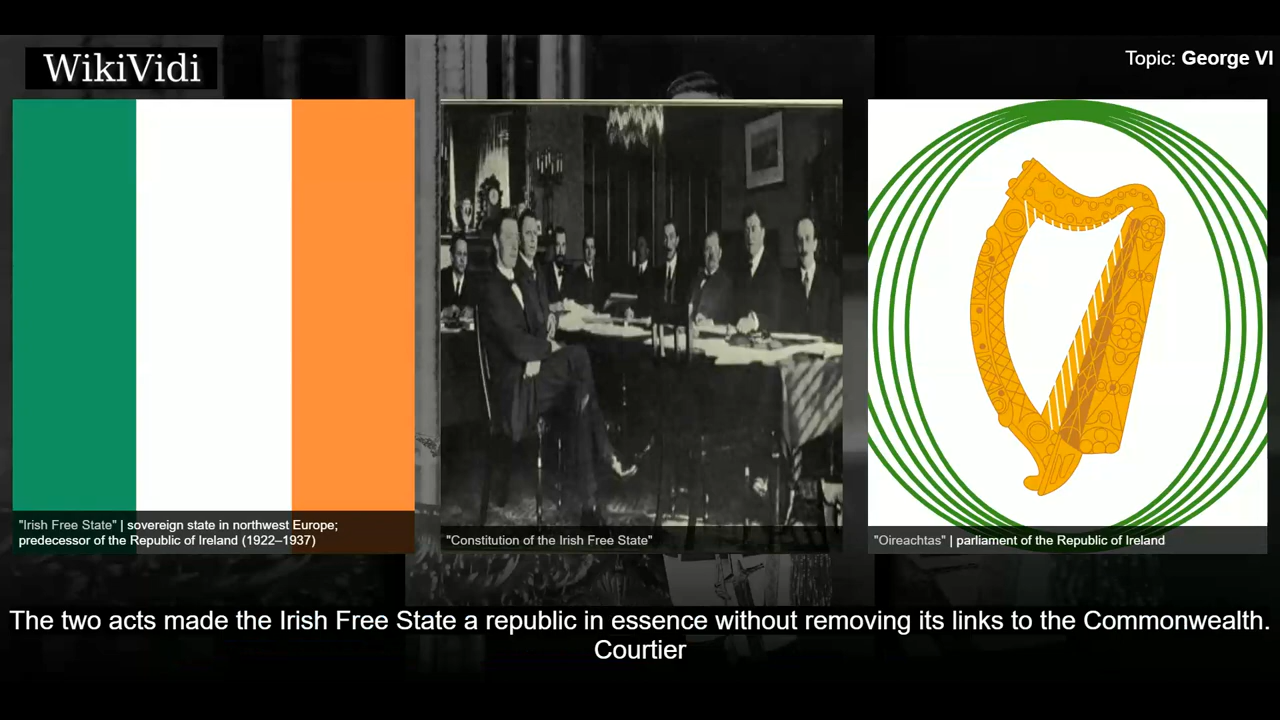 WikiVidi
Topic: George VI
"Irish Free State" | sovereign state in northwest Europe;
predecessor of the Republic of Ireland (1922–1937)
"Constitution of the Irish Free State"
"Oireachtas" | parliament of the Republic of Ireland
The two acts made the Irish Free State a republic in essence without removing its links to the Commonwealth.
Courtier